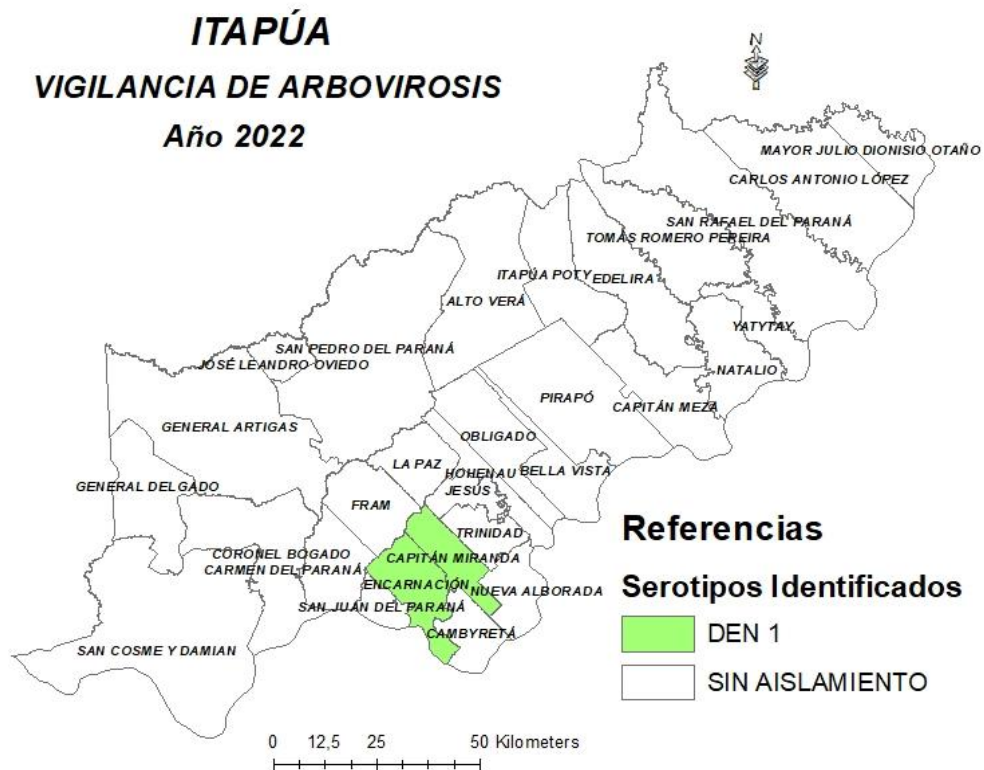 ITAPÚA
VIGILANCIA DE ARBOVIROSIS
Año 2022
N
MAYOR JULIO DIONISIO OTAÑO
CARLOS ANTONIO LÓPEZ
SAN RAFAEL DEL PARANÁ
TOMÁS ROMERO PEREIRA
ITAPÚA POTY
EDELIRA
ALTO VERÁ
YATYTAY
SAN PEDRO DEL PARANÁ
JOSÉ LEANDRO OVIEDO
NATALIO
PIRAPÓ
CAPITÁN MEZA
GENERAL ARTIGAS
OBLIGADO
LA PAZ
HOHENAU
BELLA VISTA
JESÚS
GENERAL DELGADO
FRAM
TRINIDAD
CORONEL BOGADO
CAPITÁN MIRANDA
CARMEN DEL PARANÁ
ENCARNACIÓN
NUEVA ALBORADA
SAN JUAN DEL PARANÁ
CAMBYRETÁ
SAN COSME Y DAMIAN
Referencias
Serotipos Identificados
DEN 1
SIN AISLAMIENTO
0 12,5 25 50 Kilometers